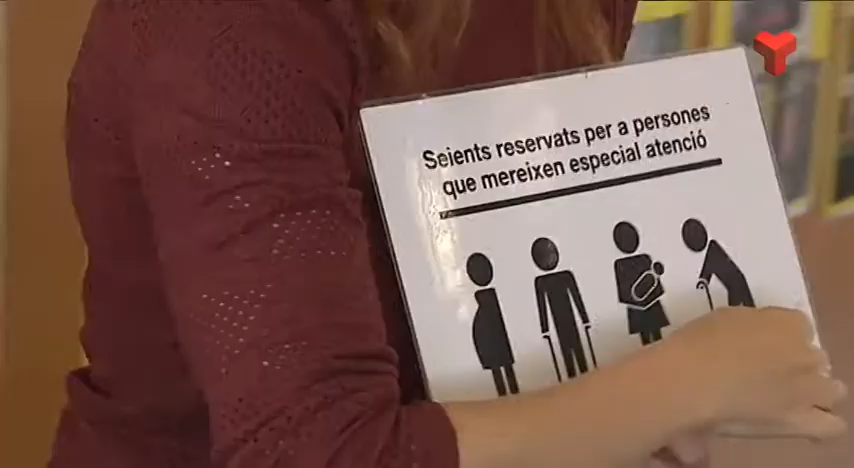 Seients reservats per a persones
que mereixen especial atenció